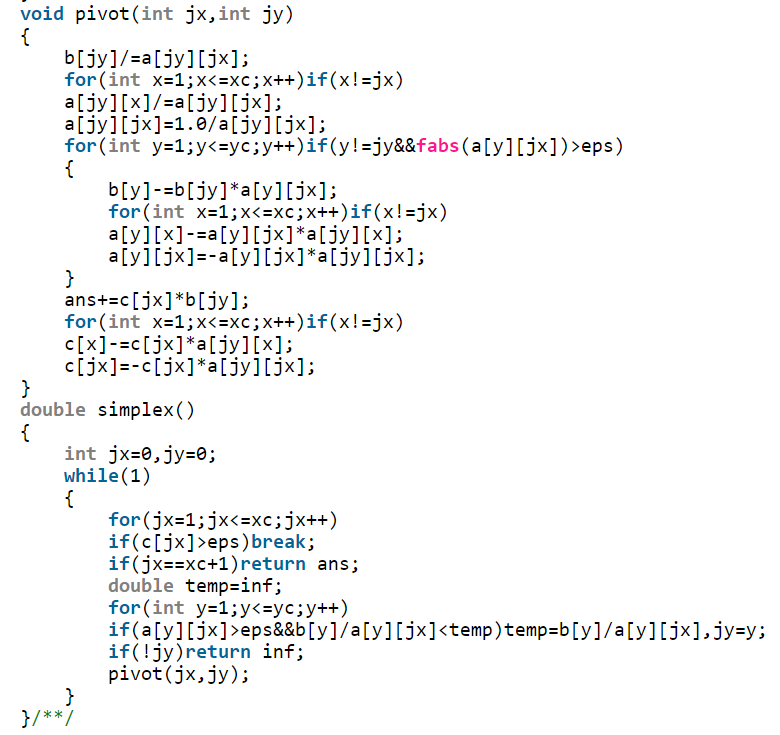 void pivot(int jx,int jy)
{
    b[jy]/=a[jy][jx];
    for(int x=1;x<=xc;x++)if(x!=jx)
    a[jy][x]/=a[jy][jx];
    a[jy][jx]=1.0/a[jy][jx];
    for(int y=1;y<=yc;y++)if(y!=jy&&fabs(a[y][jx])>eps)
    {
        b[y]-=b[jy]*a[y][jx];
        for(int x=1;x<=xc;x++)if(x!=jx)
        a[y][x]-=a[y][jx]*a[jy][x];
        a[y][jx]=-a[y][jx]*a[jy][jx];
    }
    ans+=c[jx]*b[jy];
    for(int x=1;x<=xc;x++)if(x!=jx)
    c[x]-=c[jx]*a[jy][x];
    c[jx]=-c[jx]*a[jy][jx];
}
double simplex()
{
    int jx=0,jy=0;
    while(1)
    {
        for(jx=1;jx<=xc;jx++)
        if(c[jx]>eps)break;
        if(jx==xc+1)return ans;
        double temp=inf;
        for(int y=1;y<=yc;y++)
        if(a[y][jx]>eps&&b[y]/a[y][jx]<temp)temp=b[y]/a[y][jx],jy=y;
        if(!jy)return inf;
        pivot(jx,jy);
    }
}/**/